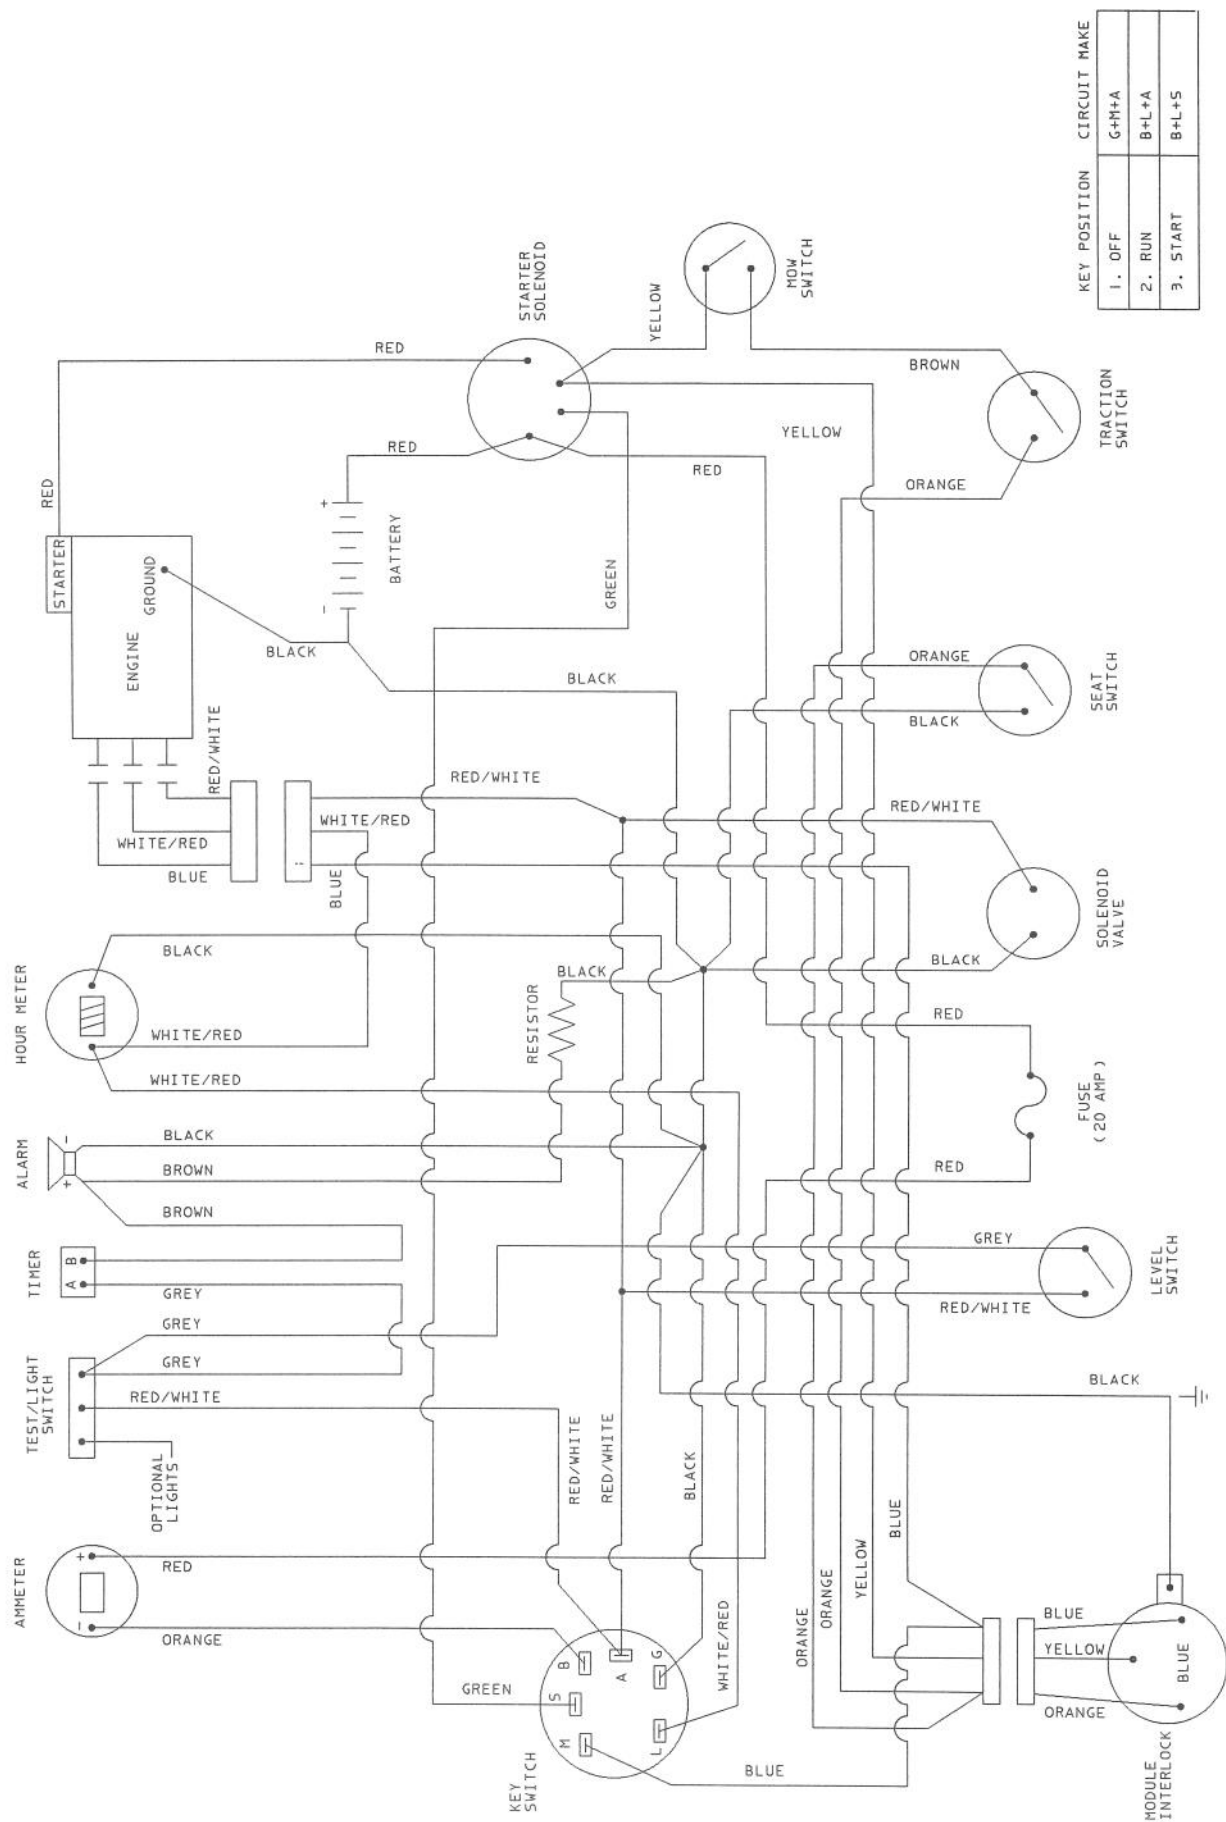 AMMETER
-
+
RED
ORANGE
TEST/LIGHT
SWITCH
OPTIONAL
LIGHTS
RED/WHITE
GREY
GREY
TIMER
A
B
GREY
BROWN
ALARM
+
-
BROWN
BLACK
HOUR METER
WHITE/RED
WHITE/RED
BLACK
BLUE
WHITE/RED
RED/WHITE
ENGINE
GROUND
STARTER
RED
RED
BLUE
WHITE/RED
RED/WHITE
BLACK
BLACK
-
+
BATTERY
RED
STARTER
SOLENOID
RED
GREEN
YELLOW
YELLOW
MOW
SWITCH
BROWN
TRACTION
SWITCH
ORANGE
ORANGE
BLACK
SEAT
SWITCH
RED/WHITE
BLACK
SOLENOID
VALVE
RESISTOR
BLACK
RED
FUSE
(20 AMP)
RED
GREY
RED/WHITE
LEVEL
SWITCH
BLACK
RED/WHITE
RED/WHITE
BLACK
KEY
SWITCH
M
S
B
A
G
L
GREEN
WHITE/RED
BLUE
ORANGE
ORANGE
YELLOW
BLUE
MODULE
INTERLOCK
BLUE
YELLOW
ORANGE
BLUE
KEY POSITION CIRCUIT MAKE
1. OFF G+M+A
2. RUN B+L+A
3. START B+L+S